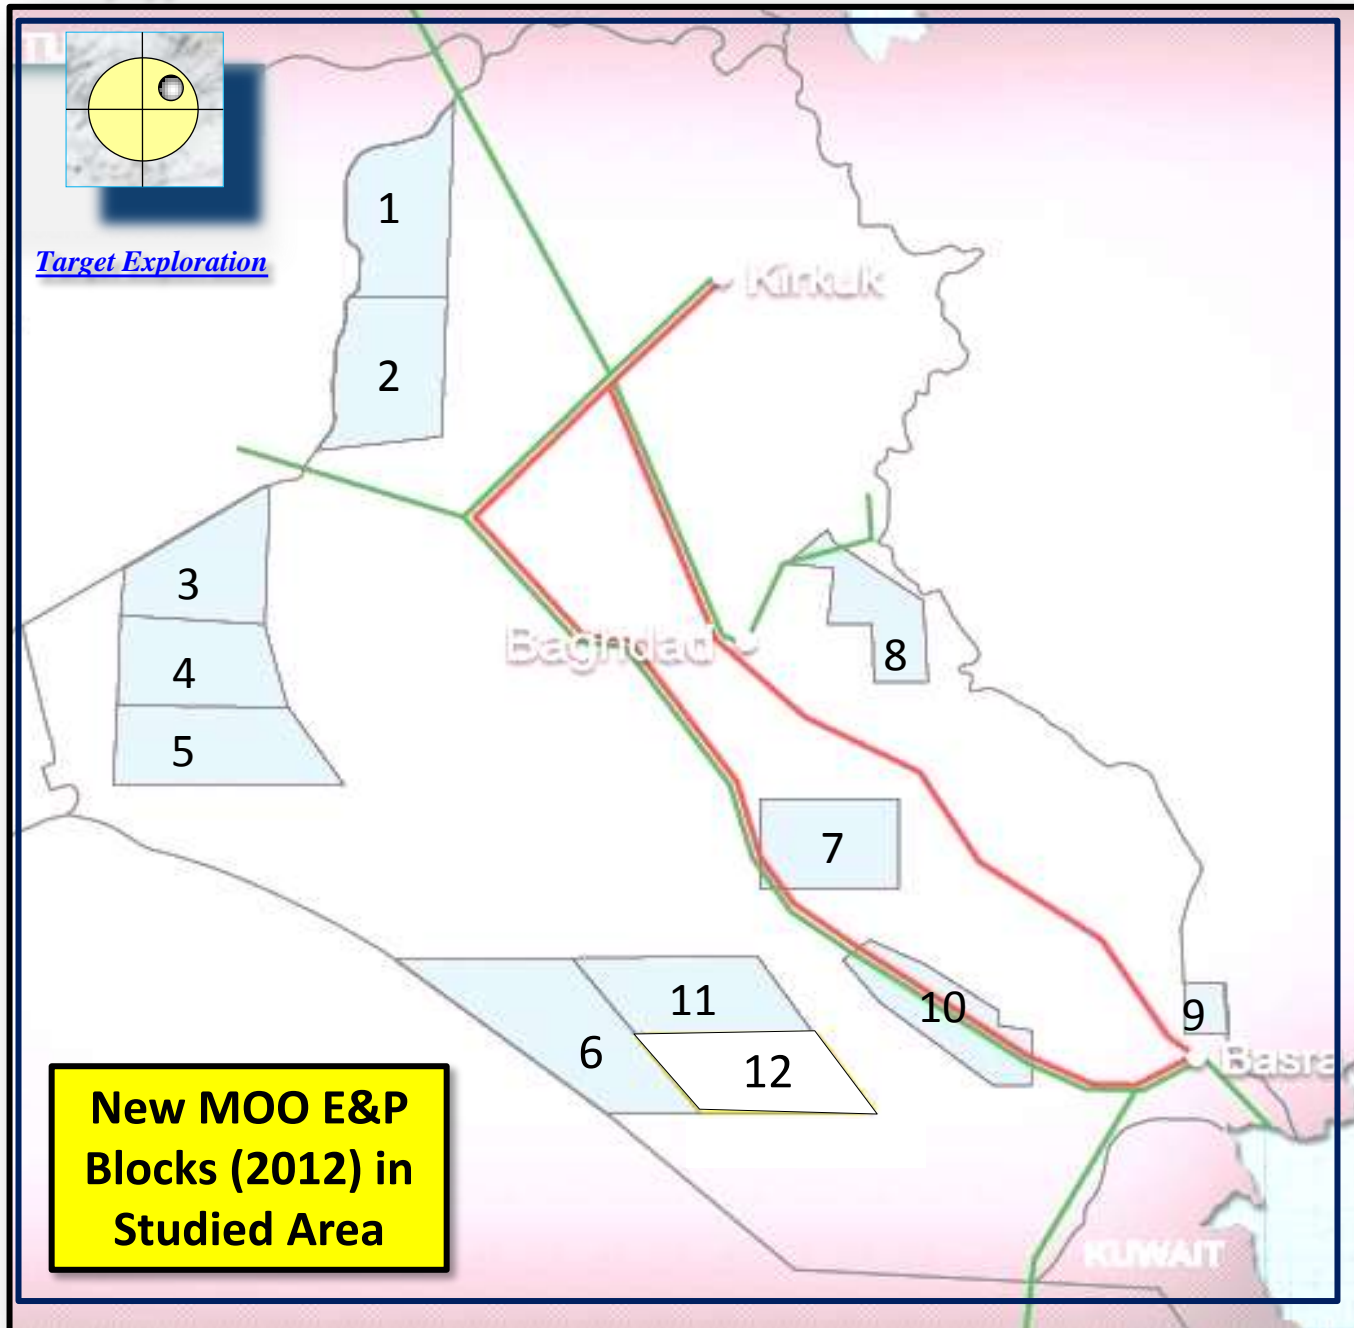 TU
Target Exploration
1
Kirkuk
2
3
Baghdad
8
4
5
7
11
10
9
6
12
Basra
New MOO E&P
Blocks (2012) in
Studied Area
KUWAIT